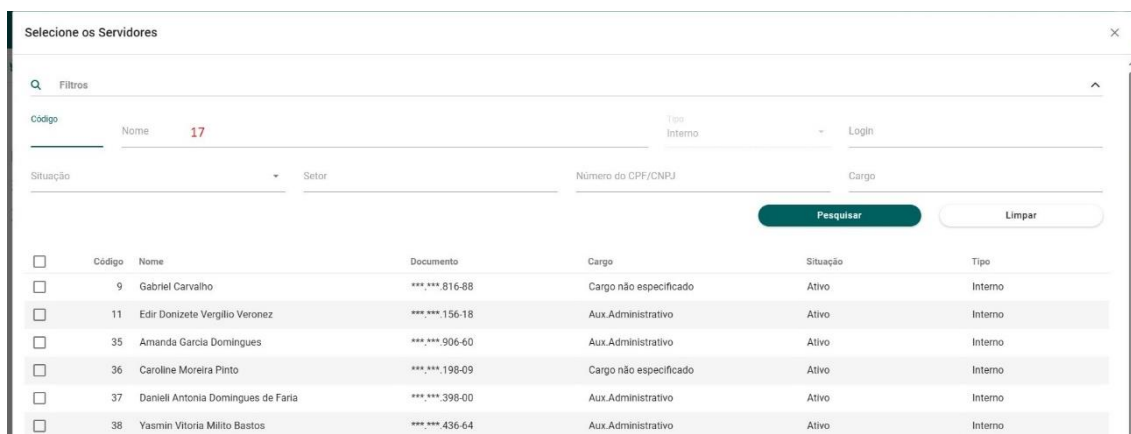 Selecione os Servidores
Filtros
Código
Nome 17 Tipo Interno Login
Situação Setor Número do CPF/CNPJ Cargo
Pesquisar Limpar
Código Nome Documento Cargo Situação Tipo
9 Gabriel Carvalho ***.***.816-88 Cargo não especificado Ativo Interno
11 Edir Donizete Vergilio Veronez ***.***.156-18 Aux.Administrativo Ativo Interno
35 Amanda Garcia Domingues ***.***.906-60 Aux.Administrativo Ativo Interno
36 Caroline Moreira Pinto ***.***.198-09 Cargo não especificado Ativo Interno
37 Danieli Antonia Domingues de Faria ***.***.398-00 Aux.Administrativo Ativo Interno
38 Yasmin Vitoria Milito Bastos ***.***.436-64 Aux.Administrativo Ativo Interno